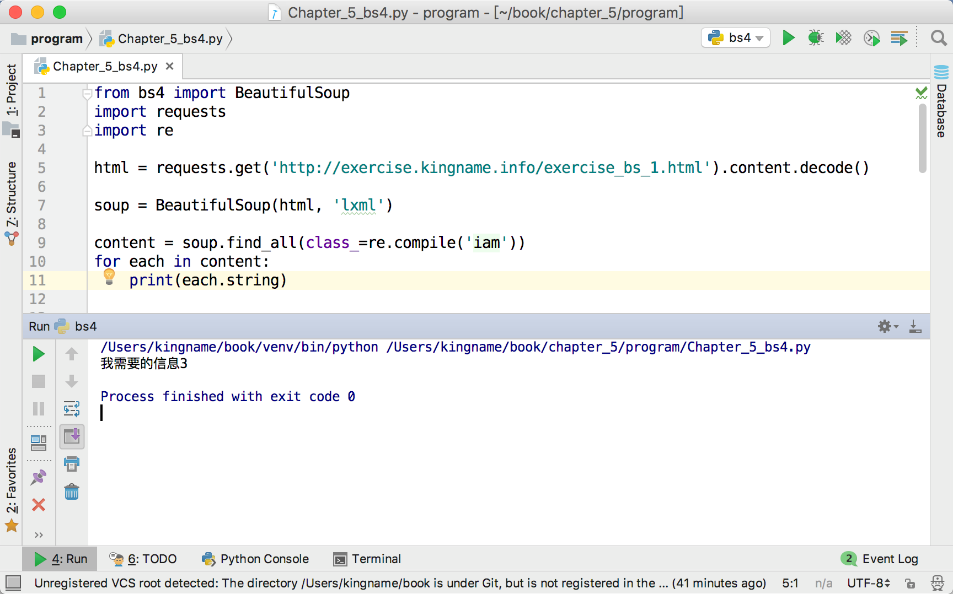 Chapter_5_bs4.py - program - [~/book/chapter_5/program]
program Chapter_5_bs4.py bs4
Chapter_5_bs4.py
1: Project
Z: Structure
2: Favorites
Database
1 from bs4 import BeautifulSoup
2 import requests
3 import re
4
5 html = requests.get('http://exercise.kingname.info/exercise_bs_1.html').content.decode()
6
7 soup = BeautifulSoup(html, 'lxml')
8
9 content = soup.find_all(class_=re.compile('iam'))
10 for each in content:
11     print(each.string)
12
Run bs4
/Users/kingname/book/venv/bin/python /Users/kingname/book/chapter_5/program/Chapter_5_bs4.py
我需要的信息3
Process finished with exit code 0
4: Run 6: TODO Python Console Terminal 2 Event Log
Unregistered VCS root detected: The directory /Users/kingname/book is under Git, but is not registered in the ... (41 minutes ago) 5:1 n/a UTF-8